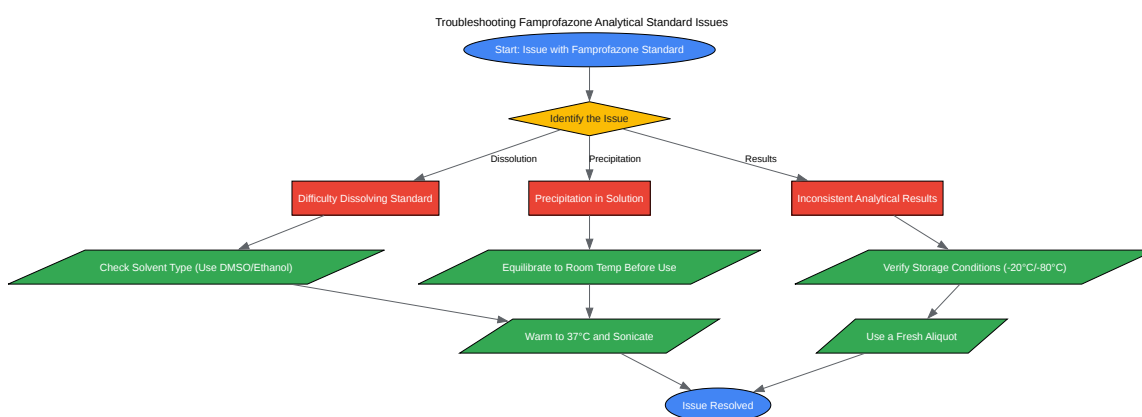 Troubleshooting Famprofazone Analytical Standard Issues
Start: Issue with Famprofazone Standard
Identify the Issue
Dissolution
Precipitation
Results
Difficulty Dissolving Standard
Precipitation in Solution
Inconsistent Analytical Results
Check Solvent Type (Use DMSO/Ethanol)
Equilibrate to Room Temp Before Use
Verify Storage Conditions (-20°C/-80°C)
Warm to 37°C and Sonicate
Use a Fresh Aliquot
Issue Resolved